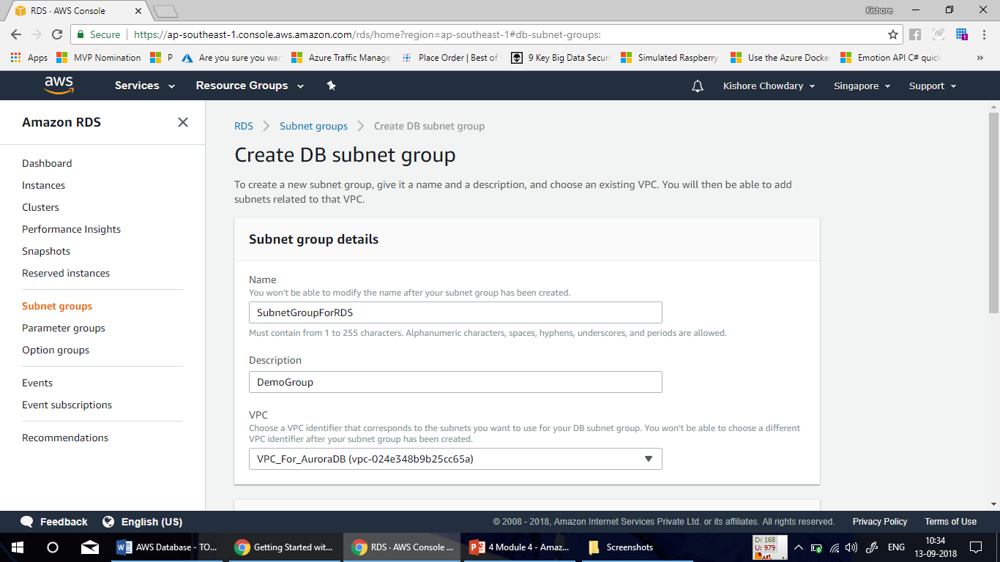 RDS · AWS Console
Kishore
Secure
https://ap-southeast-1.console.aws.amazon.com/rds/home?region=ap-southeast-1#db-subnet-groups:
Apps
MVP Nomination
P
Are you sure you wan
Azure Traffic Manage
Place Order | Best of
9 Key Big Data Securi
Simulated Raspberry
Use the Azure Docke
Emotion API C# quick
»
aws
Services
Resource Groups
Kishore Chowdary
Singapore
Support
Amazon RDS
Dashboard
Instances
Clusters
Performance Insights
Snapshots
Reserved instances
Subnet groups
Parameter groups
Option groups
Events
Event subscriptions
Recommendations
RDS
Subnet groups
Create DB subnet group
Create DB subnet group
To create a new subnet group, give it a name and a description, and choose an existing VPC. You will then be able to add
subnets related to that VPC.
Subnet group details
Name
You won't be able to modify the name after your subnet group has been created.
SubnetGroupForRDS
Must contain from 1 to 255 characters. Alphanumeric characters, spaces, hyphens, underscores, and periods are allowed.
Description
DemoGroup
VPC
Choose a VPC identifier that corresponds to the subnets you want to use for your DB subnet group. You won't be able to choose a different
VPC identifier after your subnet group has been created.
VPC_For_AuroraDB (vpc-024e348b9b25cc65a)
Feedback
English (US)
© 2008 - 2018, Amazon Internet Services Private Ltd. or its affiliates. All rights reserved.
Privacy Policy
Terms of Use
AWS Database - TO...
Getting Started wit...
RDS · AWS Console ...
4 Module 4 - Amaz...
Screenshots
D: 168
U: 979
ENG
10:34
13-09-2018